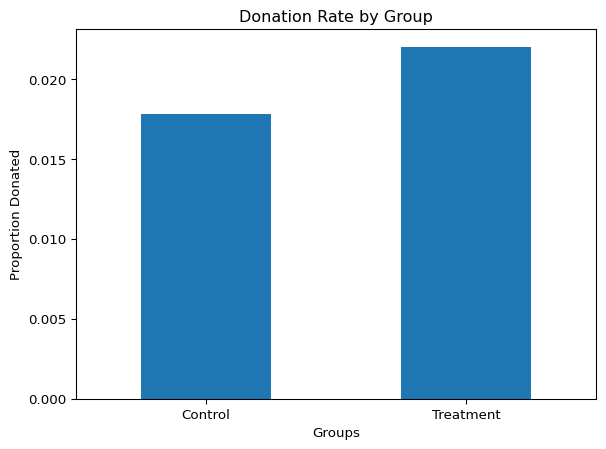 Donation Rate by Group
Proportion Donated
0.020
0.015
0.010
0.005
0.000
Control
Treatment
Groups